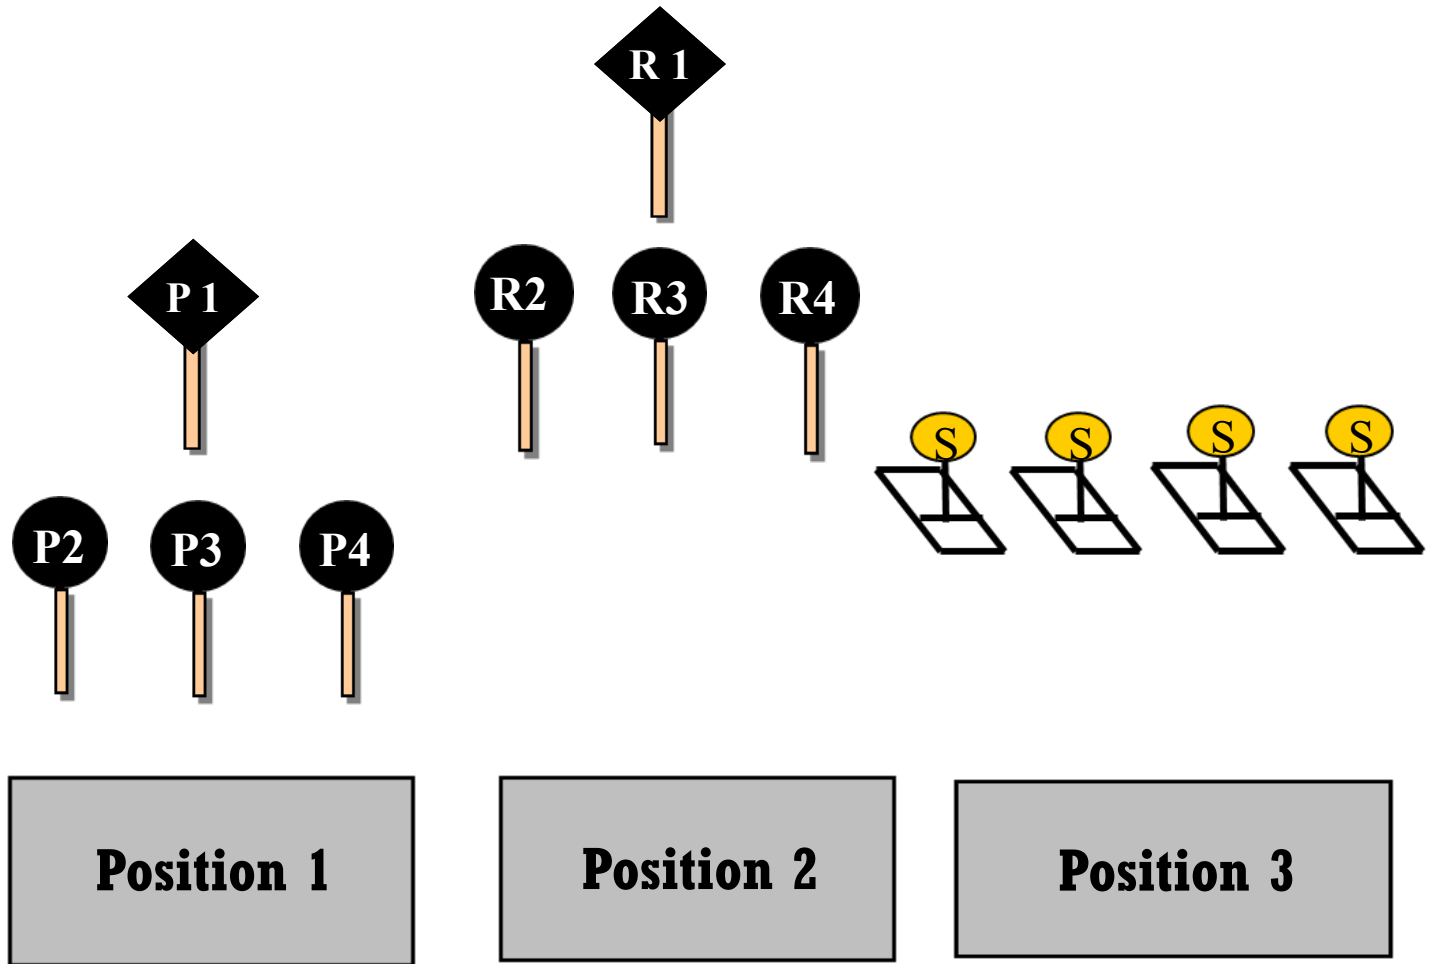 R 1
P 1
R2
R3
R4
S
S
S
S
P2
P3
P4
Position 1
Position 2
Position 3